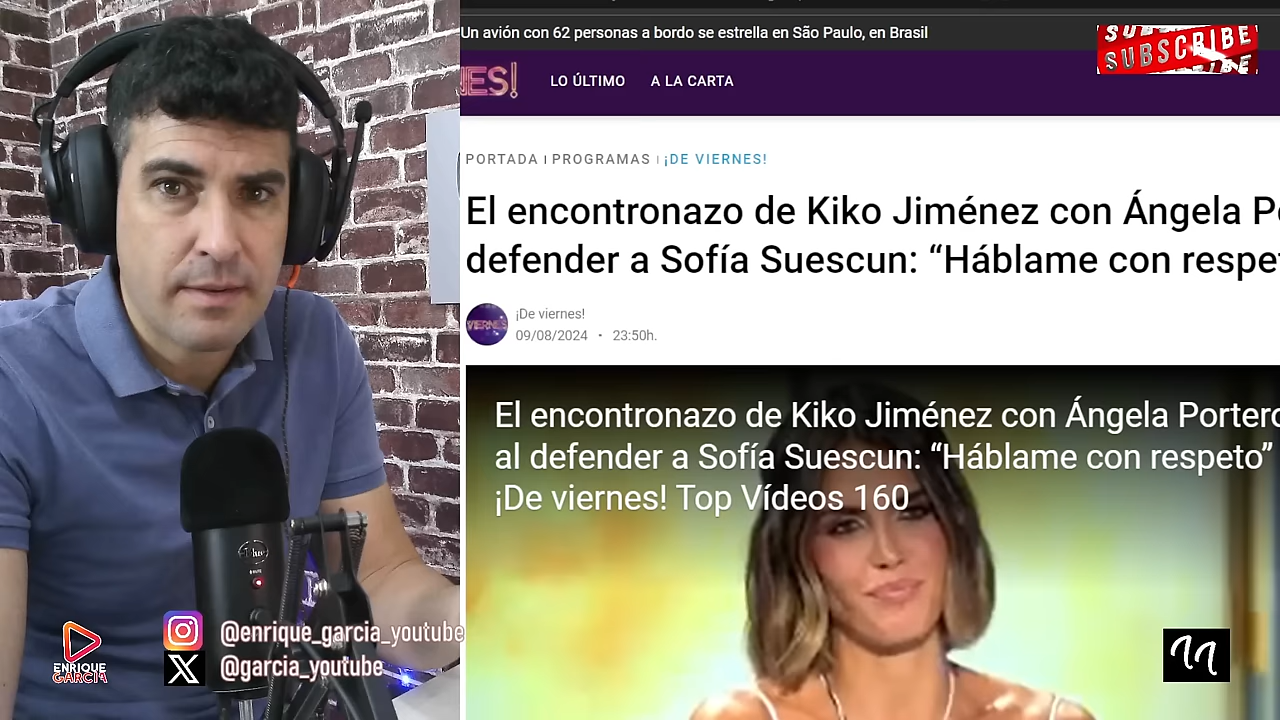 Un avión con 62 personas a bordo se estrella en São Paulo, en Brasil
SUBSCRIBE
NES!
LO ÚLTIMO
A LA CARTA
PORTADA | PROGRAMAS | ¡DE VIERNES!
El encontronazo de Kiko Jiménez con Ángela
defender a Sofía Suescun: “Háblame con
¡De viernes!
VIERNES
09/08/2024 · 23:50h.
El encontronazo de Kiko Jiménez con Ángela Portero
al defender a Sofía Suescun: “Háblame con respeto”
¡De viernes! Top Vídeos 160
ENRIQUE
GARCIA
@enrique_garcia_youtube
@garcia_youtube